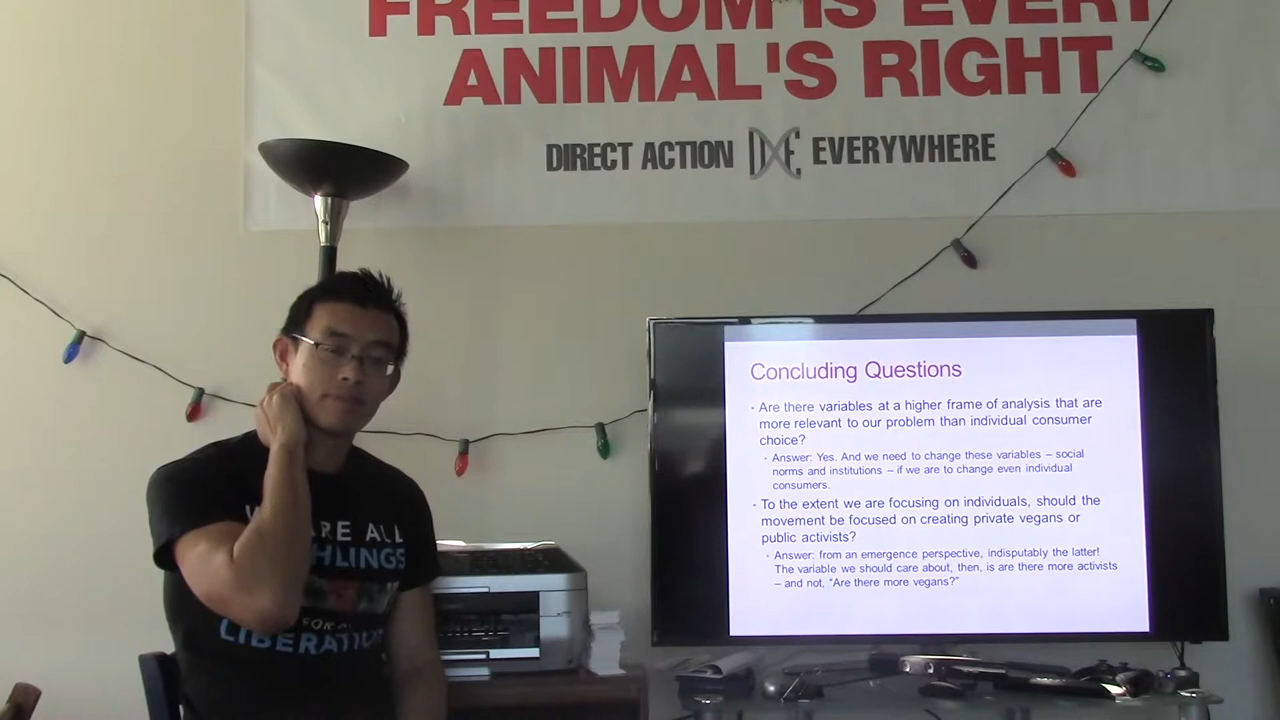 FREEDOM IS EVERY
ANIMAL'S RIGHT
DIRECT ACTION DXE EVERYWHERE
Concluding Questions
• Are there variables at a higher frame of analysis that are
more relevant to our problem than individual consumer
choice?
• Answer: Yes. And we need to change these variables – social
norms and institutions – if we are to change even individual
consumers.
• To the extent we are focusing on individuals, should the
movement be focused on creating private vegans or
public activists?
• Answer: from an emergence perspective, indisputably the latter!
The variable we should care about, then, is are there more activists
– and not, “Are there more vegans?”
ARE ALL
HLINGS
LIBERATI